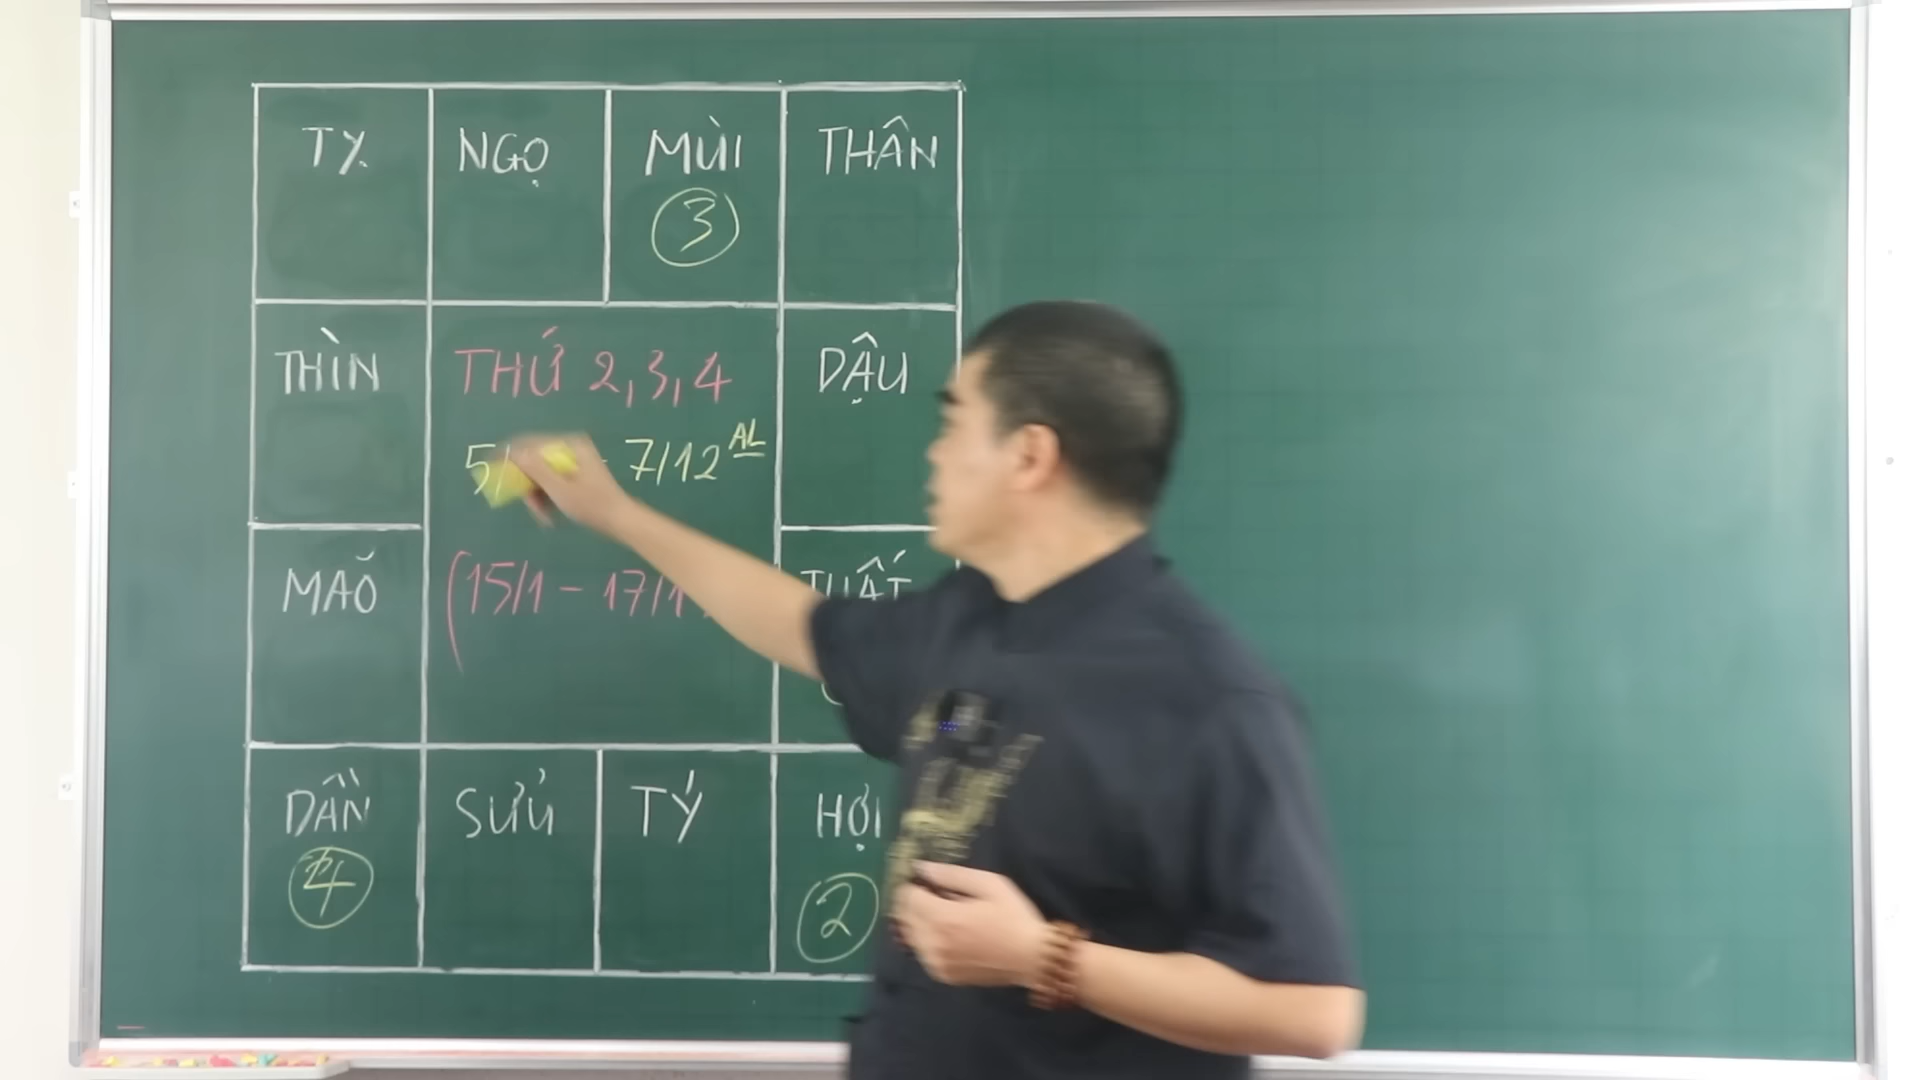 TỴ NGỌ MÙI THÂN
3
THÌN THỨ 2,3,4 DẬU
7/12 AL
MAÕ (15/1 - 17/1
DẦN SỬU TÝ HỢI
4 2